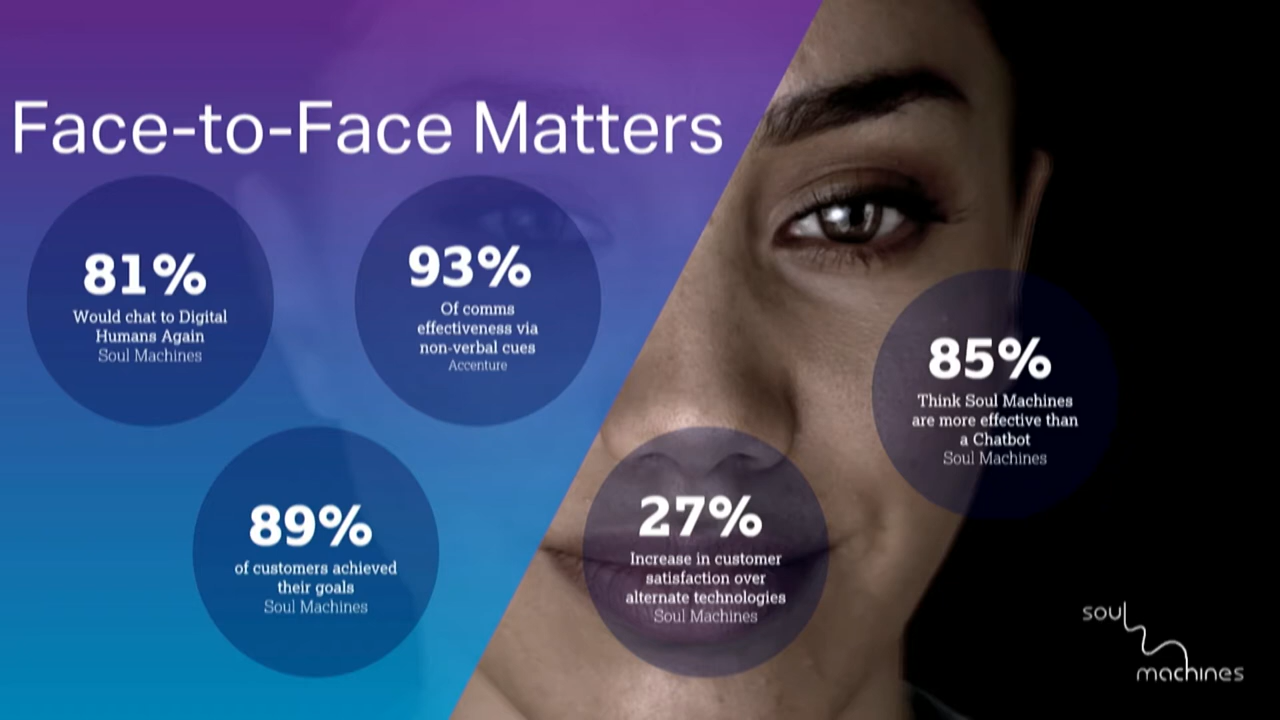 Face-to-Face Matters
81%
Would chat to Digital
Humans Again
Soul Machines
93%
Of comms
effectiveness via
non-verbal cues
Accenture
85%
Think Soul Machines
are more effective than
a Chatbot
Soul Machines
89%
of customers achieved
their goals
Soul Machines
27%
Increase in customer
satisfaction over
alternate technologies
Soul Machines
soul
machines